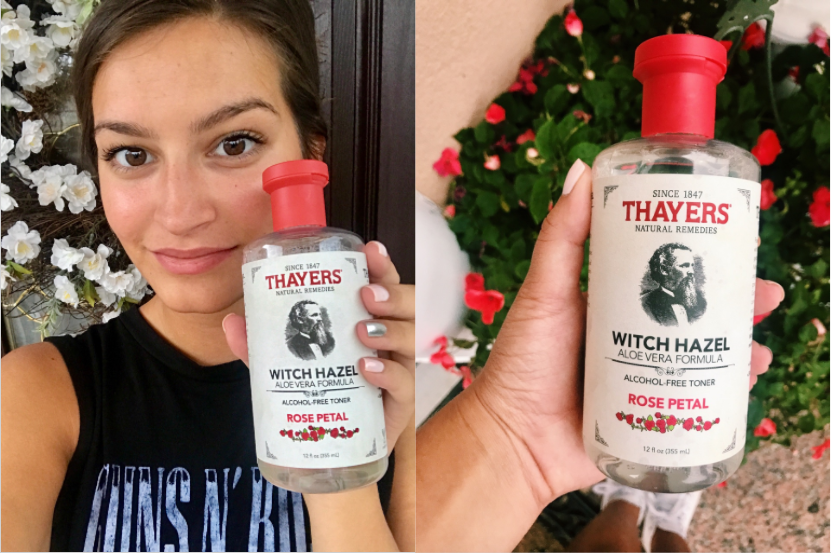 SINCE 1847
THAYERS
NATURAL REMEDIES
WITCH HAZEL
ALOE VERA FORMULA
ALCOHOL-FREE TONER
ROSE PETAL
12 fl oz (355 mL)
GUNS N'
SINCE 1847
THAYERS
NATURAL REMEDIES
WITCH HAZEL
ALOE VERA FORMULA
ALCOHOL-FREE TONER
ROSE PETAL
12 fl oz (355 mL)